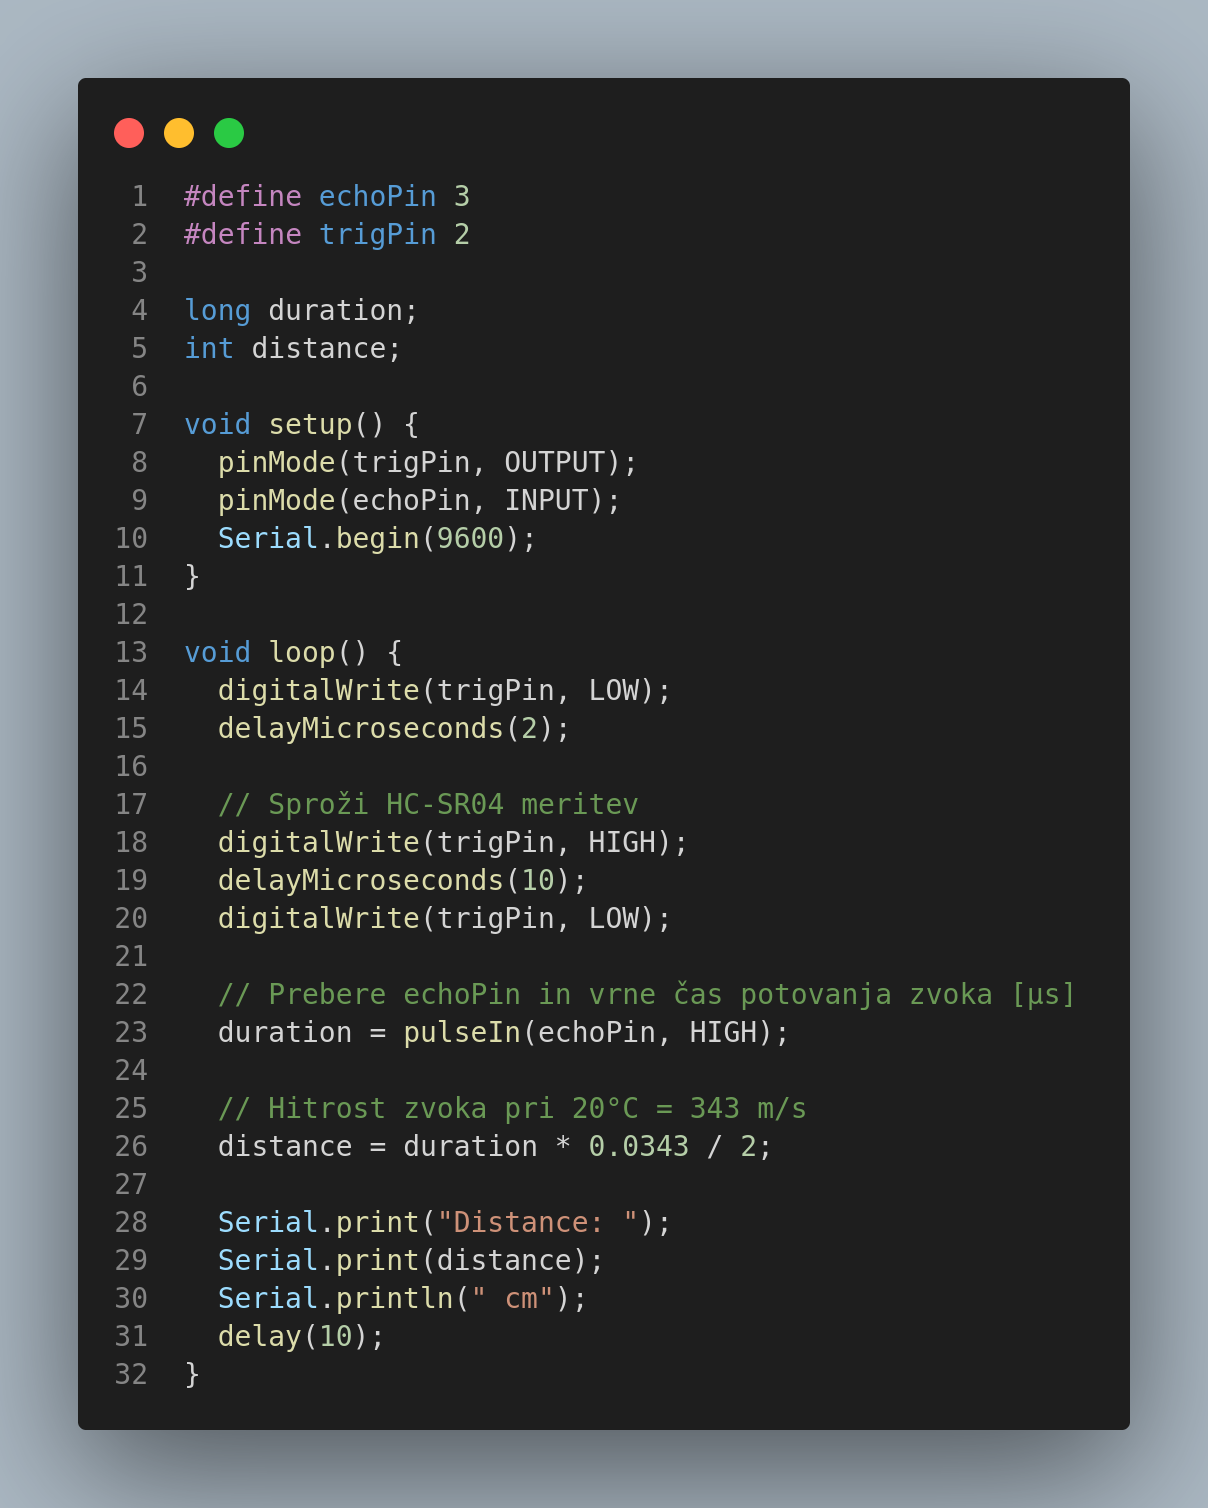 1 #define echoPin 3
2 #define trigPin 2
3
4 long duration;
5 int distance;
6
7 void setup() {
8   pinMode(trigPin, OUTPUT);
9   pinMode(echoPin, INPUT);
10   Serial.begin(9600);
11 }
12
13 void loop() {
14   digitalWrite(trigPin, LOW);
15   delayMicroseconds(2);
16
17   // Sproži HC-SR04 meritev
18   digitalWrite(trigPin, HIGH);
19   delayMicroseconds(10);
20   digitalWrite(trigPin, LOW);
21
22   // Prebere echoPin in vrne čas potovanja zvoka [µs]
23   duration = pulseIn(echoPin, HIGH);
24
25   // Hitrost zvoka pri 20°C = 343 m/s
26   distance = duration * 0.0343 / 2;
27
28   Serial.print("Distance: ");
29   Serial.print(distance);
30   Serial.println(" cm");
31   delay(10);
32 }